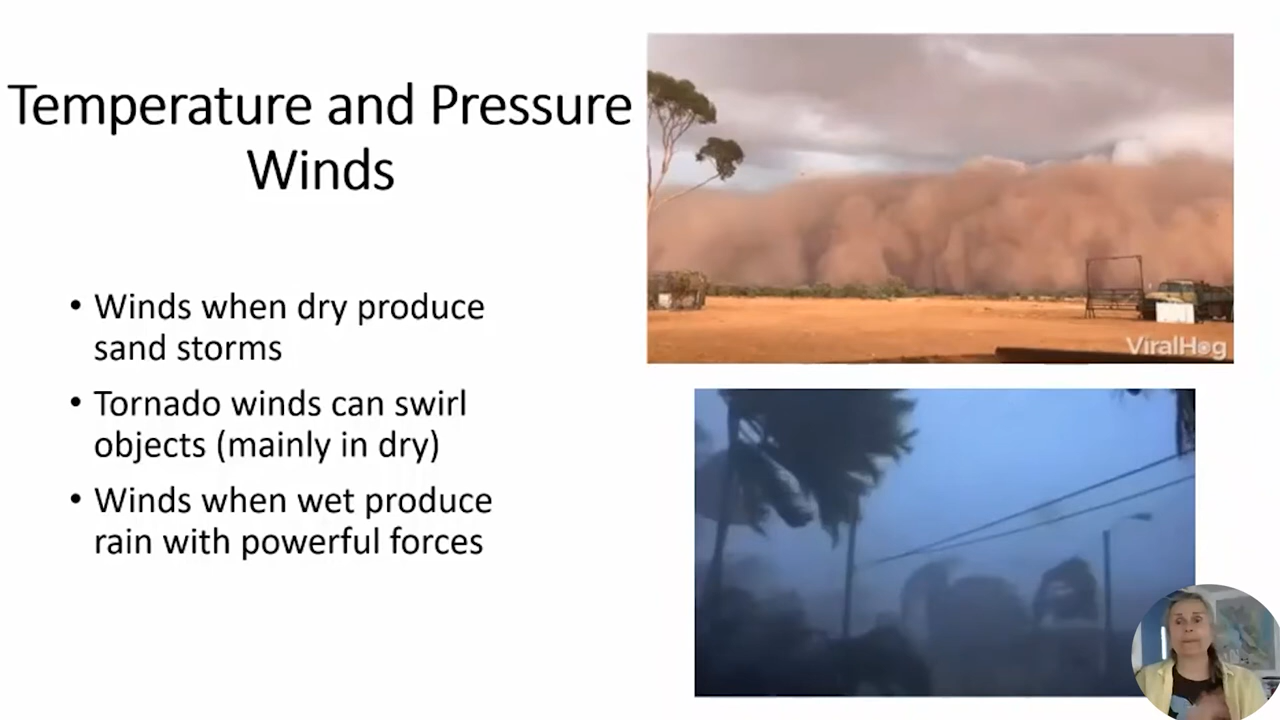 Temperature and Pressure
Winds
• Winds when dry produce
sand storms
• Tornado winds can swirl
objects (mainly in dry)
• Winds when wet produce
rain with powerful forces
ViralHog